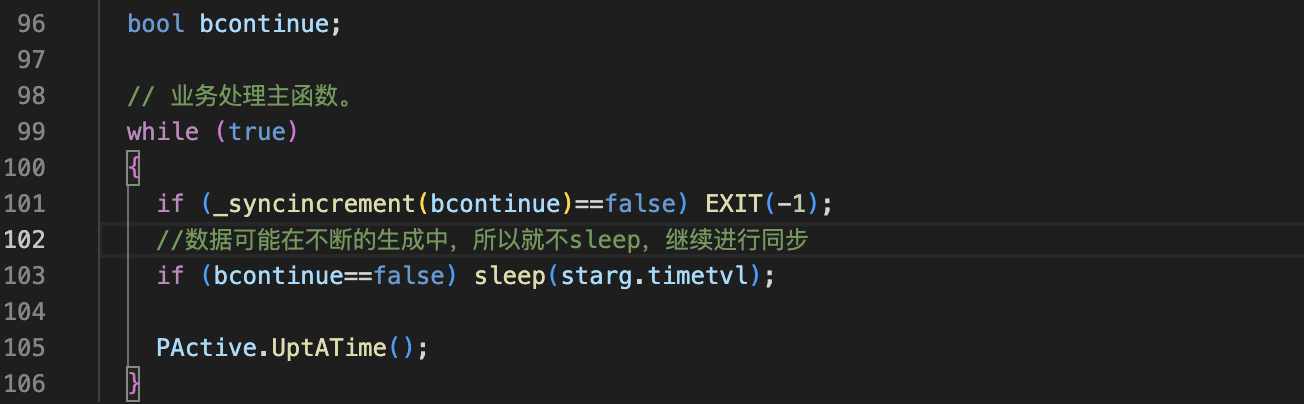 96 bool bcontinue;
97
98 // 业务处理主函数。
99 while (true)
100 {
101 if (_syncincrement(bcontinue)==false) EXIT(-1);
102 //数据可能在不断的生成中，所以就不sleep，继续进行同步
103 if (bcontinue==false) sleep(starg.timetvl);
104
105 PActive.UptATime();
106 }